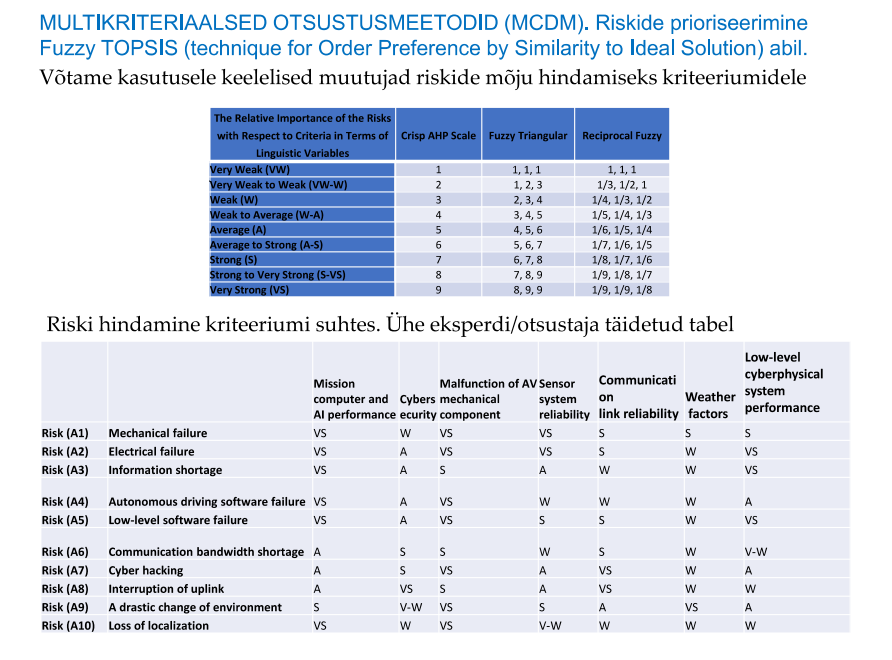 MULTIKRITERIAALSED OTSUSTUSMEETODID (MCDM). Riskide prioriseerimine
Fuzzy TOPSIS (technique for Order Preference by Similarity to Ideal Solution) abil.
Võtame kasutusele keelelised muutujad riskide mõju hindamiseks kriteeriumidele
The Relative Importance of the Risks
with Respect to Criteria in Terms of
Linguistic Variables
Crisp AHP Scale Fuzzy Triangular Reciprocal Fuzzy
Very Weak (VW) 1 1, 1, 1 1, 1, 1
Very Weak to Weak (VW-W) 2 1, 2, 3 1/3, 1/2, 1
Weak (W) 3 2, 3, 4 1/4, 1/3, 1/2
Weak to Average (W-A) 4 3, 4, 5 1/5, 1/4, 1/3
Average (A) 5 4, 5, 6 1/6, 1/5, 1/4
Average to Strong (A-S) 6 5, 6, 7 1/7, 1/6, 1/5
Strong (S) 7 6, 7, 8 1/8, 1/7, 1/6
Strong to Very Strong (S-VS) 8 7, 8, 9 1/9, 1/8, 1/7
Very Strong (VS) 9 8, 9, 9 1/9, 1/9, 1/8
Riski hindamine kriteeriumi suhtes. Ühe eksperdi/otsustaja täidetud tabel
Mission
computer and
AI performance
Cybers
ecurity
Malfunction of AV
mechanical
component
Sensor
system
reliability
Communicati
on
link reliability
Weather
factors
Low-level
cyberphysical
system
performance
Risk (A1) Mechanical failure VS W VS VS S S S
Risk (A2) Electrical failure VS A VS VS S W VS
Risk (A3) Information shortage VS A S A W W VS
Risk (A4) Autonomous driving software failure VS A VS W W W A
Risk (A5) Low-level software failure VS A VS S S W VS
Risk (A6) Communication bandwidth shortage A S S W S W V-W
Risk (A7) Cyber hacking A S VS A VS W A
Risk (A8) Interruption of uplink A VS S A VS W W
Risk (A9) A drastic change of environment S V-W VS S A VS A
Risk (A10) Loss of localization VS W VS V-W W W W